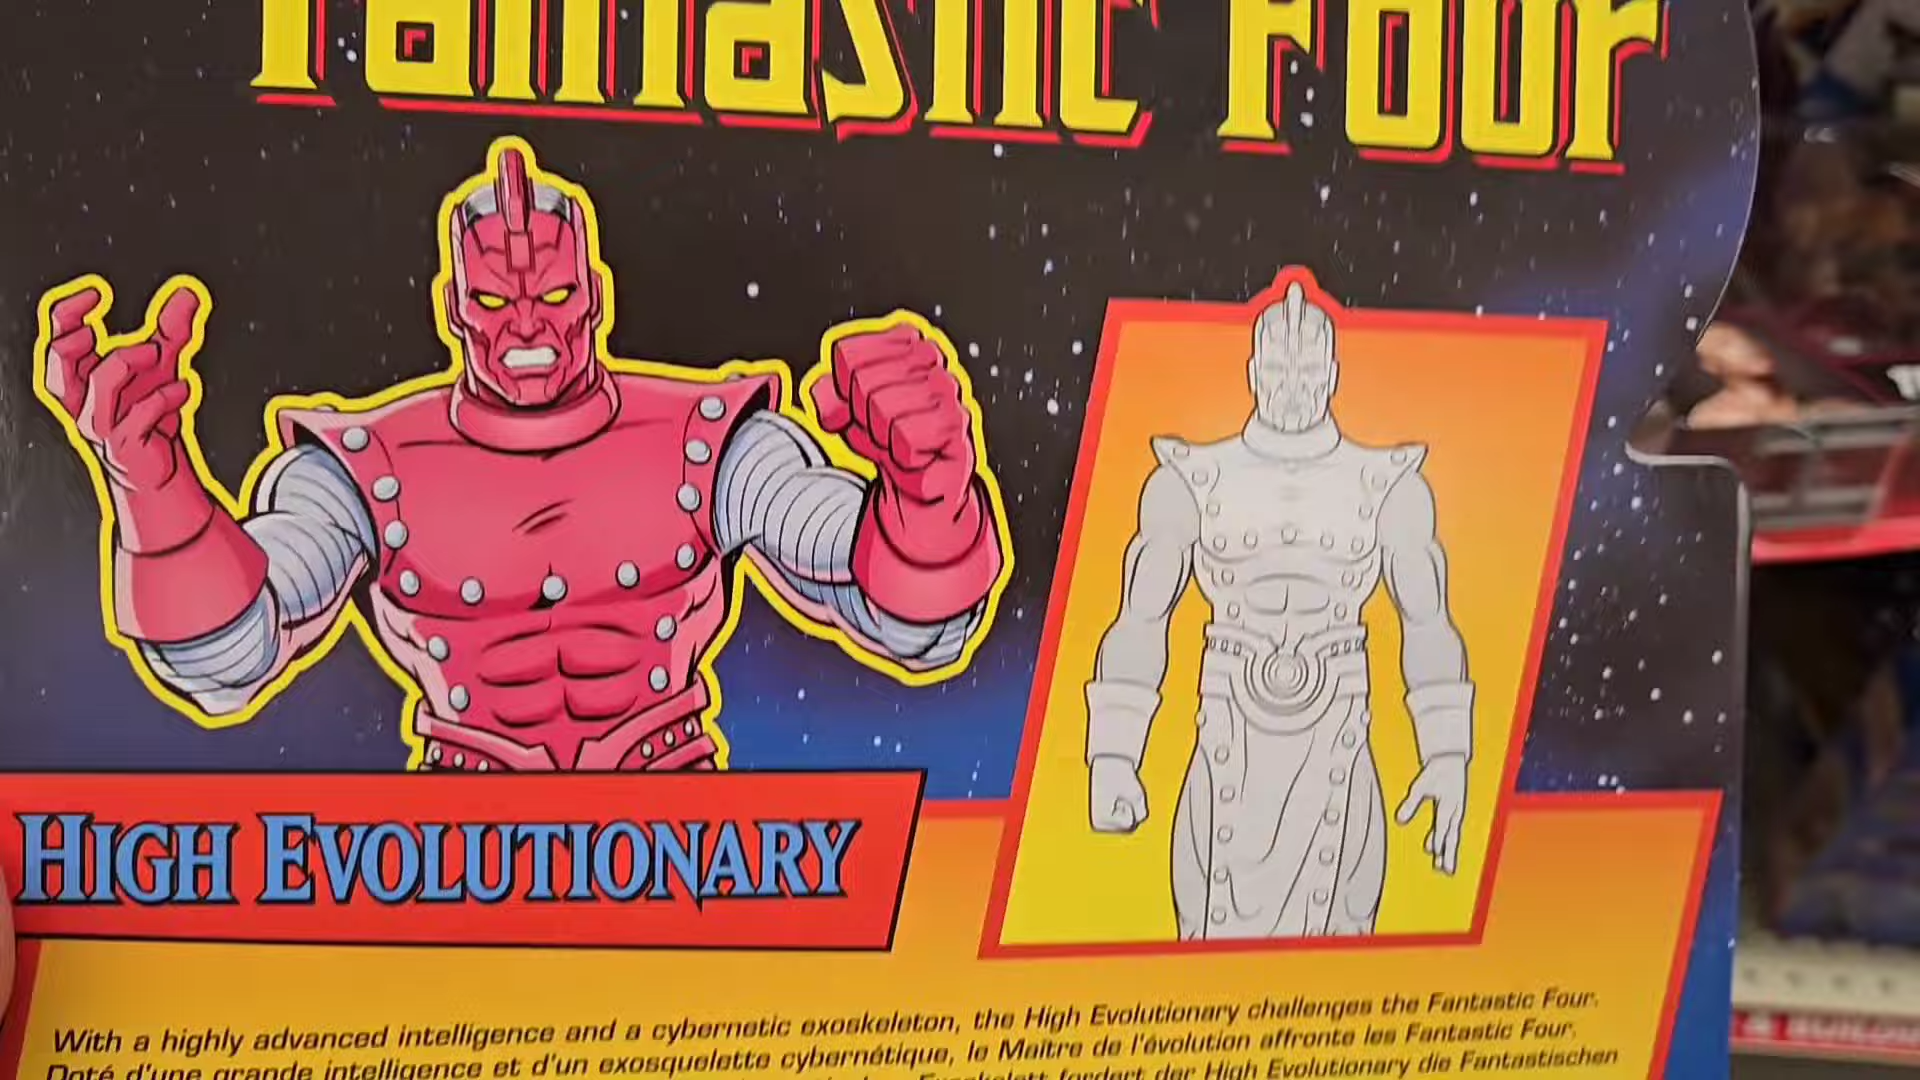 Fantastic Four
HIGH EVOLUTIONARY
With a highly advanced intelligence and a cybernetic exoskeleton, the High Evolutionary challenges the Fantastic Four.
Doté d'une grande intelligence et d'un exosquelette cybernétique, le Maître de l'évolution affronte les Fantastic Four.
Exoskelett fordert der High Evolutionary die Fantastischen